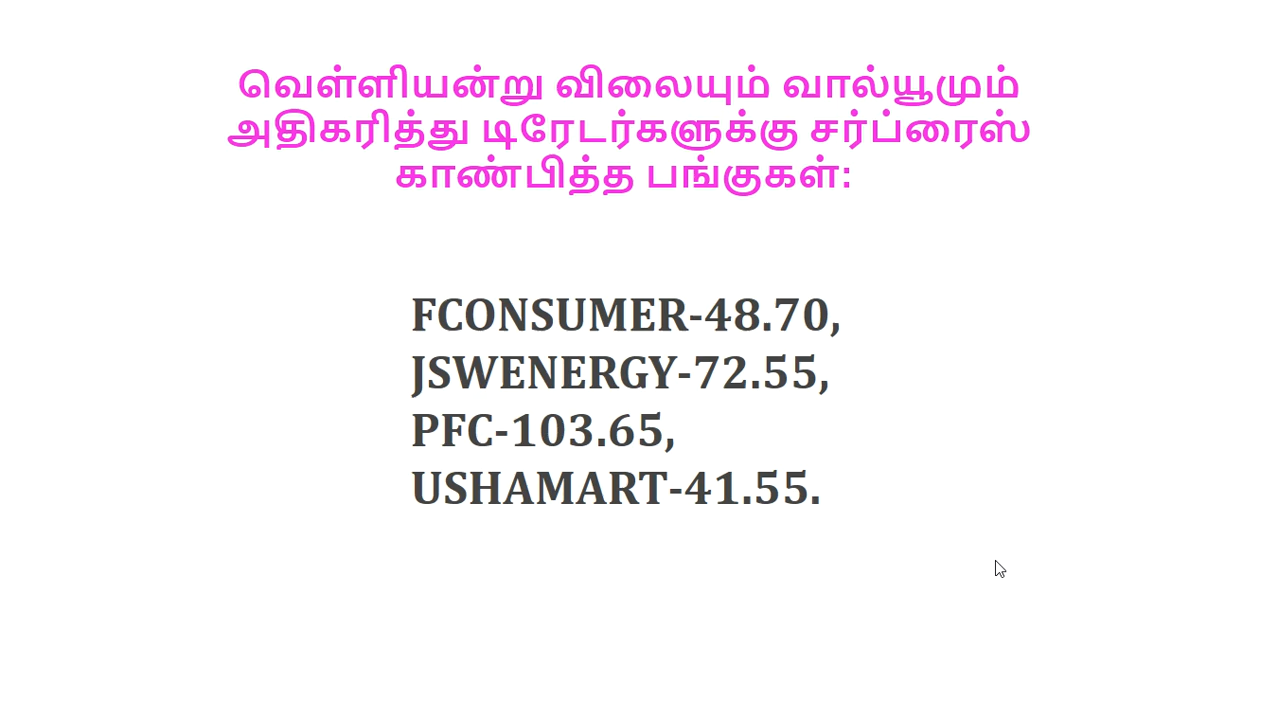 வெள்ளியன்று விலையும் வால்யூமும்
அதிகரித்து டிரேடர்களுக்கு சர்ப்ரைஸ்
காண்பித்த பங்குகள்:
FCONSUMER-48.70,
JSWENERGY-72.55,
PFC-103.65,
USHAMART-41.55.